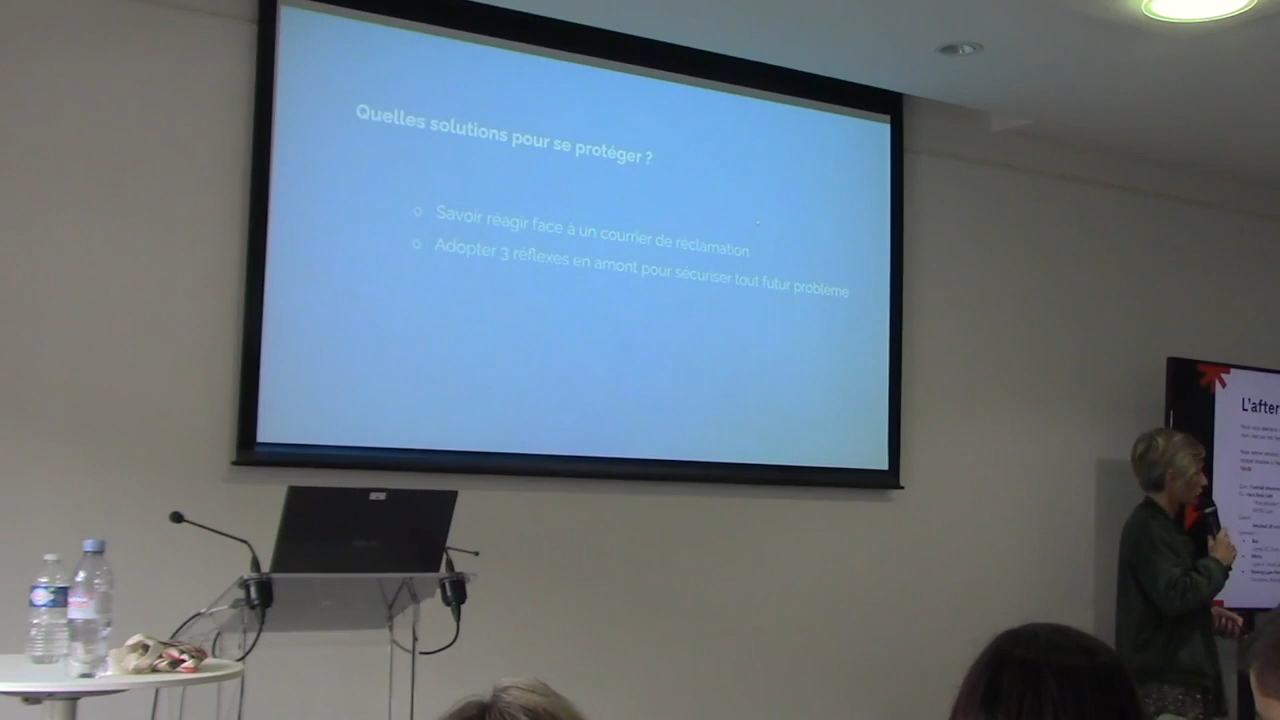 Quelles solutions pour se protéger ?
o Savoir réagir face à un courrier de réclamation
o Adopter 3 réflexes en amont pour sécuriser tout futur problème
L'after